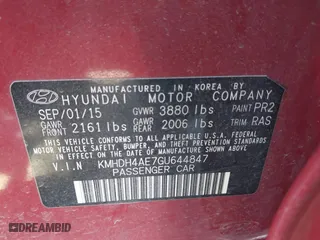 MANUFACTURED IN KOREA BY
HYUNDAI MOTOR COMPANY
SEP/01/15 GVWR 3880 lbs PAINT PR2
GAWR FRONT 2161 lbs GAWR REAR 2006 lbs TRIM RAS
THIS VEHICLE CONFORMS TO ALL APPLICABLE U.S.
FEDERAL MOTOR VEHICLE SAFETY,
BUMPER, AND THEFT PREVENTION STANDARDS
IN EFFECT ON THE DATE OF MANUFACTURE
SHOWN ABOVE.
V.I.N KMHDH4AE7GU644847
PASSENGER CAR